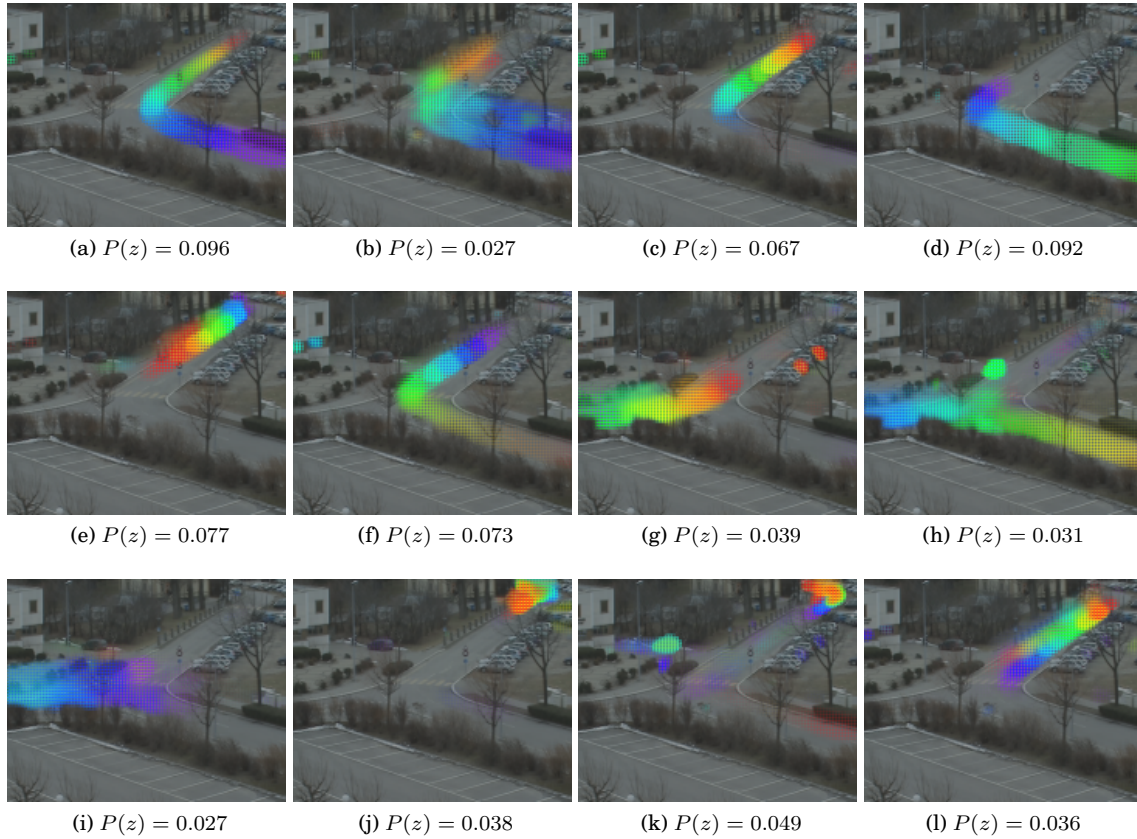 (a) P(z) = 0.096
(b) P(z) = 0.027
(c) P(z) = 0.067
(d) P(z) = 0.092
(e) P(z) = 0.077
(f) P(z) = 0.073
(g) P(z) = 0.039
(h) P(z) = 0.031
(i) P(z) = 0.027
(j) P(z) = 0.038
(k) P(z) = 0.049
(l) P(z) = 0.036